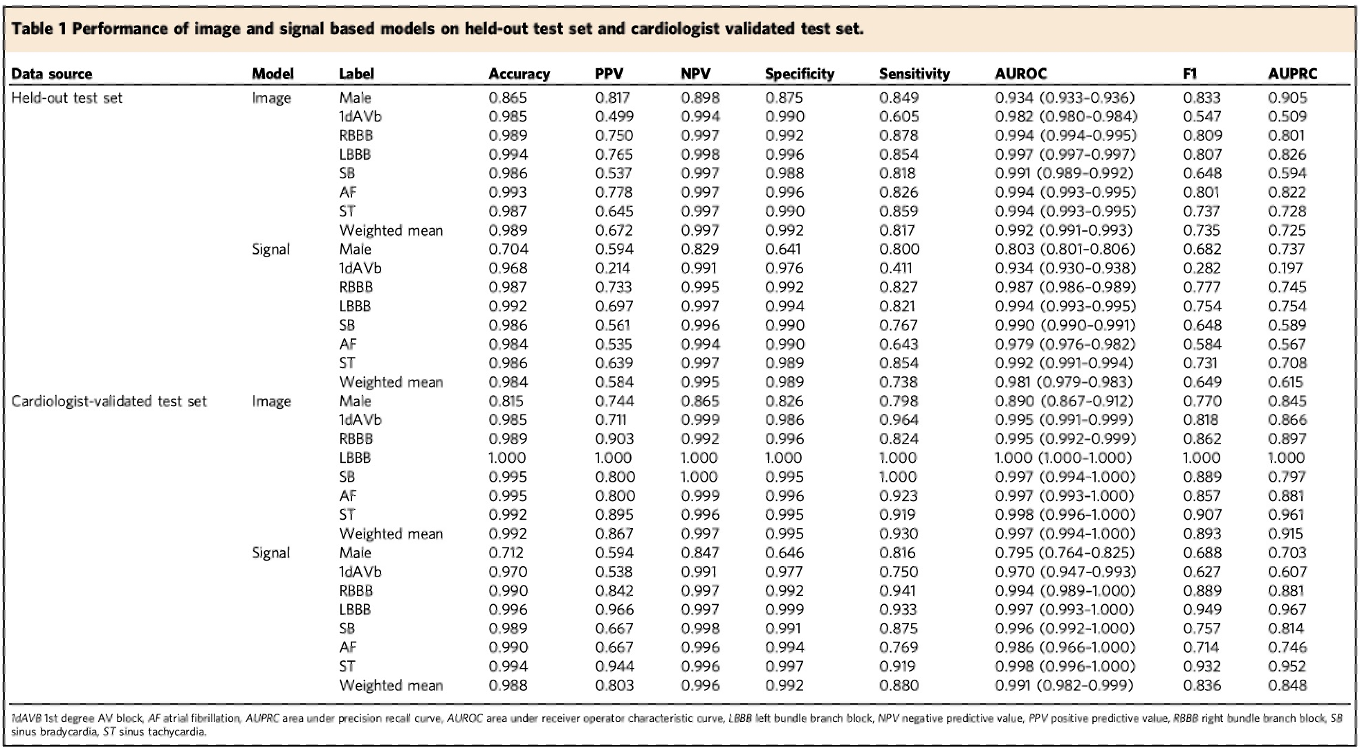 Table 1 Performance of image and signal based models on held-out test set and cardiologist validated test set.
Data source Model Label Accuracy PPV NPV Specificity Sensitivity AUROC F1 AUPRC
Held-out test set Image Male 0.865 0.817 0.898 0.875 0.849 0.934 (0.933–0.936) 0.833 0.905
1dAVb 0.985 0.499 0.994 0.990 0.605 0.982 (0.980–0.984) 0.547 0.509
RBBB 0.989 0.750 0.997 0.992 0.878 0.994 (0.994–0.995) 0.809 0.801
LBBB 0.994 0.765 0.998 0.996 0.854 0.997 (0.997–0.997) 0.807 0.826
SB 0.986 0.537 0.997 0.988 0.818 0.991 (0.989–0.992) 0.648 0.594
AF 0.993 0.778 0.997 0.996 0.826 0.994 (0.993–0.995) 0.801 0.822
ST 0.987 0.645 0.997 0.990 0.859 0.994 (0.993–0.995) 0.737 0.728
Weighted mean 0.989 0.672 0.997 0.992 0.817 0.992 (0.991–0.993) 0.735 0.725
Signal Male 0.704 0.594 0.829 0.641 0.800 0.803 (0.801–0.806) 0.682 0.737
1dAVb 0.968 0.214 0.991 0.976 0.411 0.934 (0.930–0.938) 0.282 0.197
RBBB 0.987 0.733 0.995 0.992 0.827 0.987 (0.986–0.989) 0.777 0.745
LBBB 0.992 0.697 0.997 0.994 0.821 0.994 (0.993–0.995) 0.754 0.754
SB 0.986 0.561 0.996 0.990 0.767 0.990 (0.990–0.991) 0.648 0.589
AF 0.984 0.535 0.994 0.990 0.643 0.979 (0.976–0.982) 0.584 0.567
ST 0.986 0.639 0.997 0.989 0.854 0.992 (0.991–0.994) 0.731 0.708
Weighted mean 0.984 0.584 0.995 0.989 0.738 0.981 (0.979–0.983) 0.649 0.615
Cardiologist-validated test set Image Male 0.815 0.744 0.865 0.826 0.798 0.890 (0.867–0.912) 0.770 0.845
1dAVb 0.985 0.711 0.999 0.986 0.964 0.995 (0.991–0.999) 0.818 0.866
RBBB 0.989 0.903 0.992 0.996 0.824 0.995 (0.992–0.999) 0.862 0.897
LBBB 1.000 1.000 1.000 1.000 1.000 1.000 (1.000–1.000) 1.000 1.000
SB 0.995 0.800 1.000 0.995 1.000 0.997 (0.994–1.000) 0.889 0.797
AF 0.995 0.800 0.999 0.996 0.923 0.997 (0.993–1.000) 0.857 0.881
ST 0.992 0.895 0.996 0.995 0.919 0.998 (0.996–1.000) 0.907 0.961
Weighted mean 0.992 0.867 0.997 0.995 0.930 0.997 (0.994–1.000) 0.893 0.915
Signal Male 0.712 0.594 0.847 0.646 0.816 0.795 (0.764–0.825) 0.688 0.703
1dAVb 0.970 0.538 0.991 0.977 0.750 0.970 (0.947–0.993) 0.627 0.607
RBBB 0.990 0.842 0.997 0.992 0.941 0.994 (0.989–1.000) 0.889 0.881
LBBB 0.996 0.966 0.997 0.999 0.933 0.997 (0.993–1.000) 0.949 0.967
SB 0.989 0.667 0.998 0.991 0.875 0.996 (0.992–1.000) 0.757 0.814
AF 0.990 0.667 0.996 0.994 0.769 0.986 (0.966–1.000) 0.714 0.746
ST 0.994 0.944 0.996 0.997 0.919 0.998 (0.996–1.000) 0.932 0.952
Weighted mean 0.988 0.803 0.996 0.992 0.880 0.991 (0.982–0.999) 0.836 0.848
1dAVB 1st degree AV block, AF atrial fibrillation, AUPRC area under precision recall curve, AUROC area under receiver operator characteristic curve, LBBB left bundle branch block, NPV negative predictive value, PPV positive predictive value, RBBB right bundle branch block, SB
sinus bradycardia, ST sinus tachycardia.